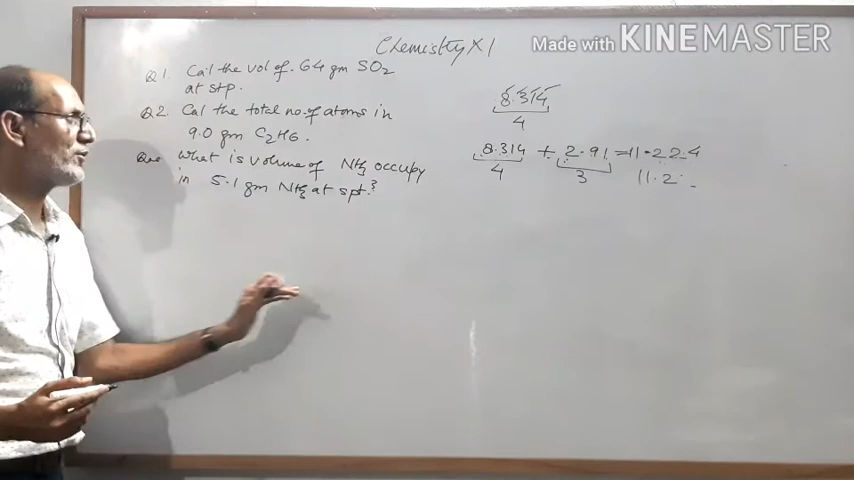 Chemistry XI
Made with KINEMASTER
Q1. Cal the vol of. 64 gm SO2
at stp.
Q2. Cal the total no. of atoms in
9.0 gm C2H6.
What is volume of NH3 occupy
in 5.1 gm NH3 at spt?
8.314
4
8.314 + 2.91 = 11.224
4 3 11.2